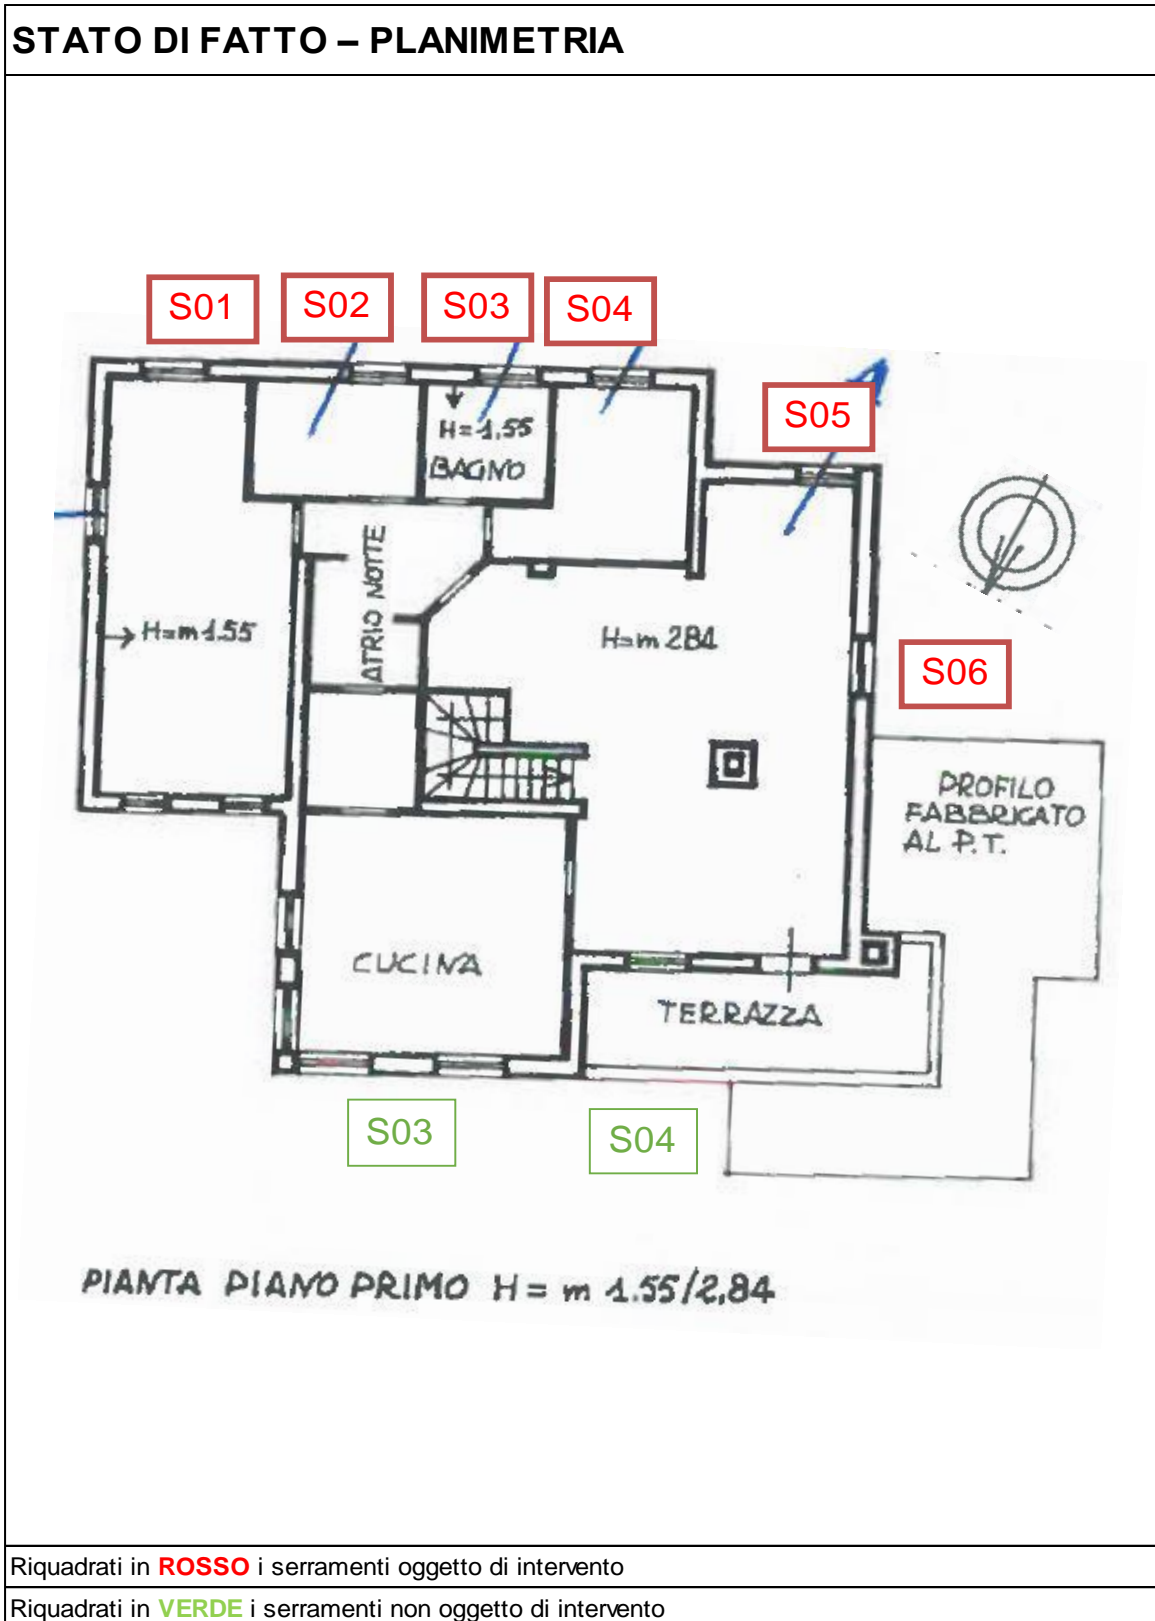 STATO DI FATTO – PLANIMETRIA
S01
S02
S03
S04
S05
H=1,55
BAGNO
ATRIO NOTTE
H=m 1.55
H=m 2.84
S06
PROFILO
FABBRICATO
AL P.T.
CUCINA
TERRAZZA
S03
S04
PIANTA PIANO PRIMO H = m 1.55/2,84
Riquadrati in ROSSO i serramenti oggetto di intervento
Riquadrati in VERDE i serramenti non oggetto di intervento